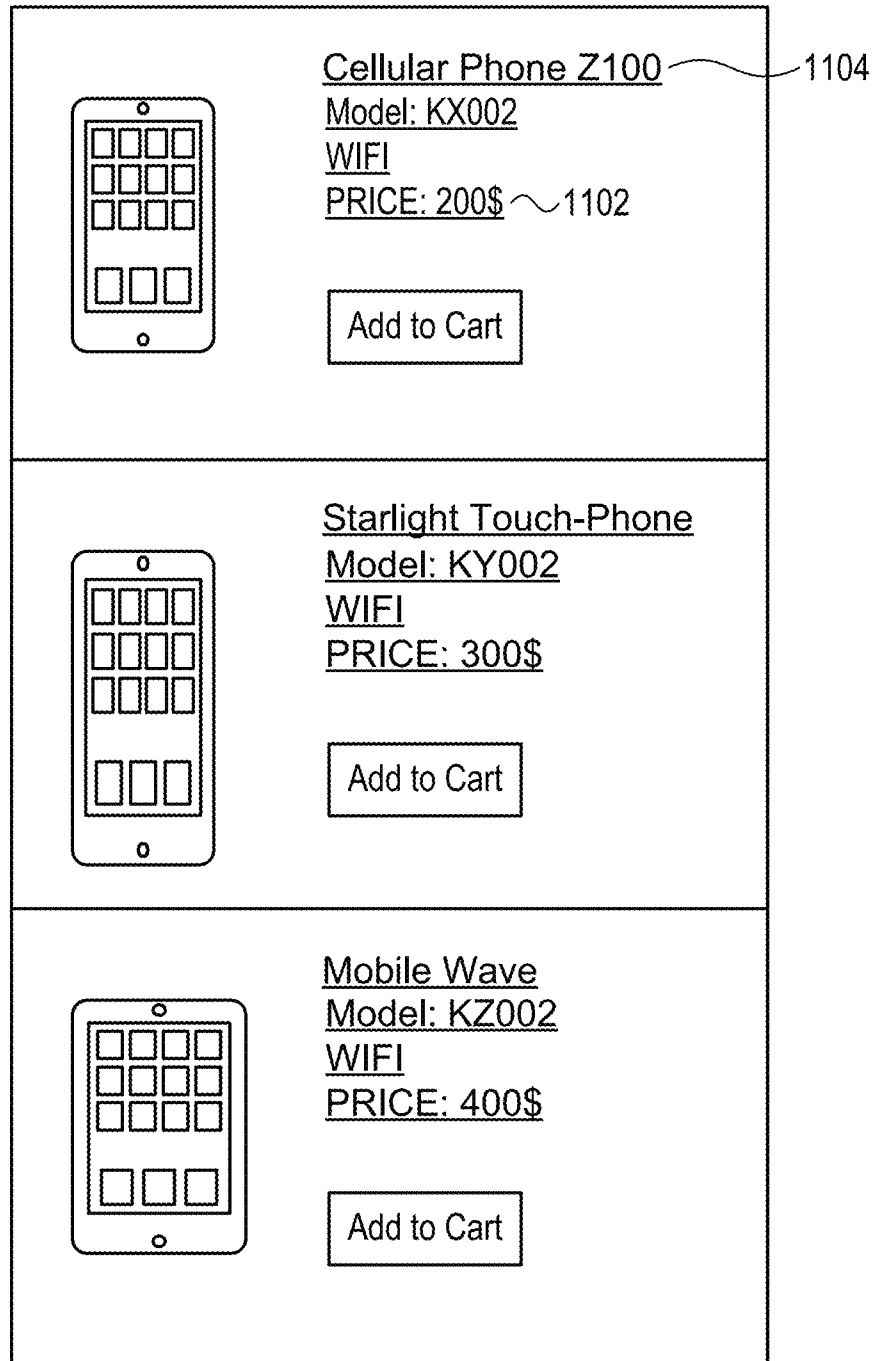 Cellular Phone Z100 1104
Model: KX002
WIFI
PRICE: 200$ 1102
Add to Cart
Starlight Touch-Phone
Model: KY002
WIFI
PRICE: 300$
Add to Cart
Mobile Wave
Model: KZ002
WIFI
PRICE: 400$
Add to Cart